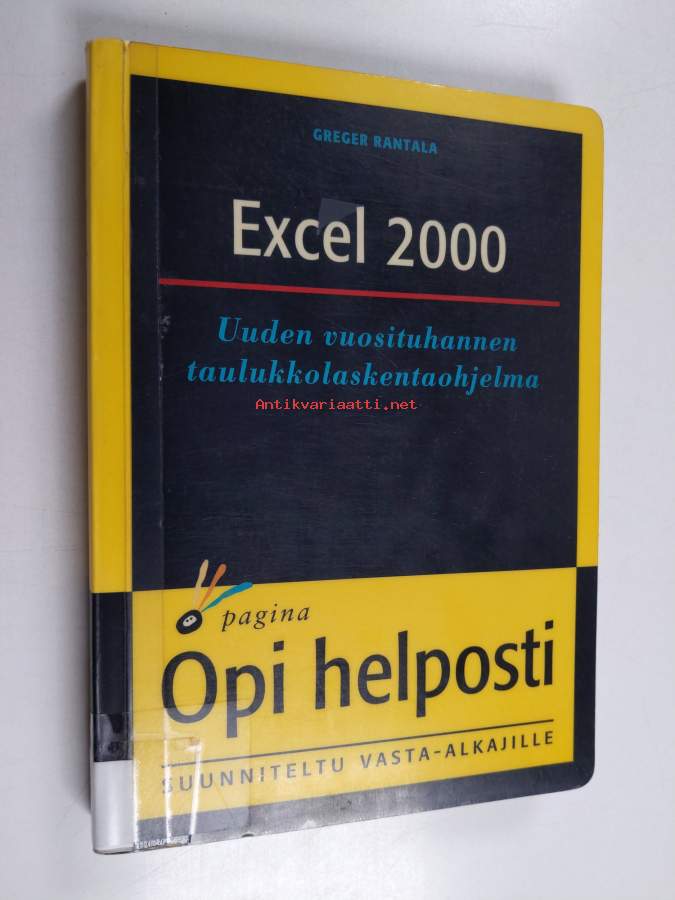 GREGER RANTALA
Excel 2000
Uuden vuosituhannen
taulukkolaskentaohjelma
Antikvariaatti.net
pagina
Opi helposti
SUUNNITELTU VASTA-ALKAJILLE